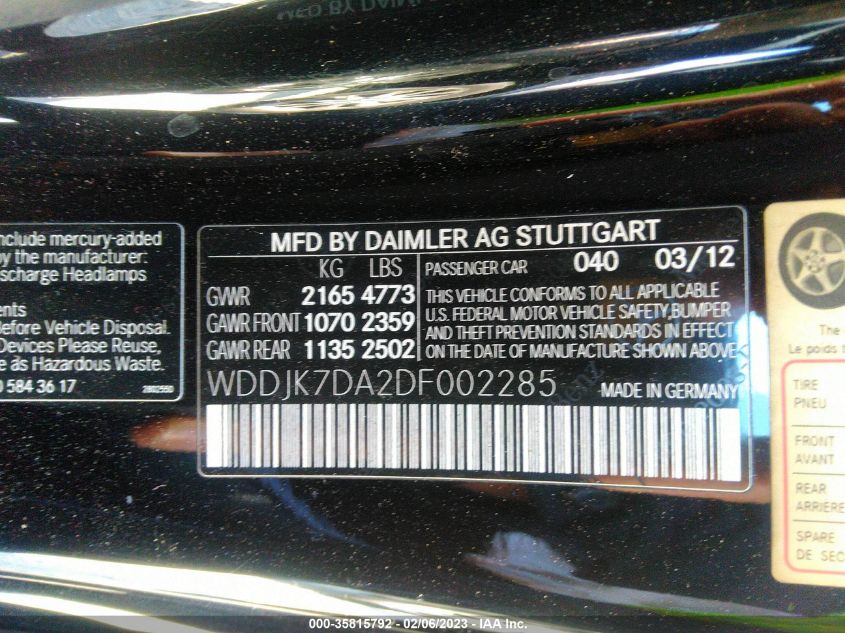 nclude mercury-added
by the manufacturer:
scharge Headlamps
ents
Before Vehicle Disposal.
Devices Please Reuse,
as Hazardous Waste.
0 584 36 17
MFD BY DAIMLER AG STUTTGART
KG LBS
GVWR 2165 4773
GAWR FRONT 1070 2359
GAWR REAR 1135 2502
PASSENGER CAR 040 03/12
THIS VEHICLE CONFORMS TO ALL APPLICABLE
U.S. FEDERAL MOTOR VEHICLE SAFETY, BUMPER
AND THEFT PREVENTION STANDARDS IN EFFECT
ON THE DATE OF MANUFACTURE SHOWN ABOVE
WDDJK7DA2DF002285 MADE IN GERMANY
The
Le poids
TIRE
PNEU
FRONT
AVANT
REAR
ARRIERE
SPARE
DE SEC
000-35815792 - 02/06/2023 - IAA Inc.